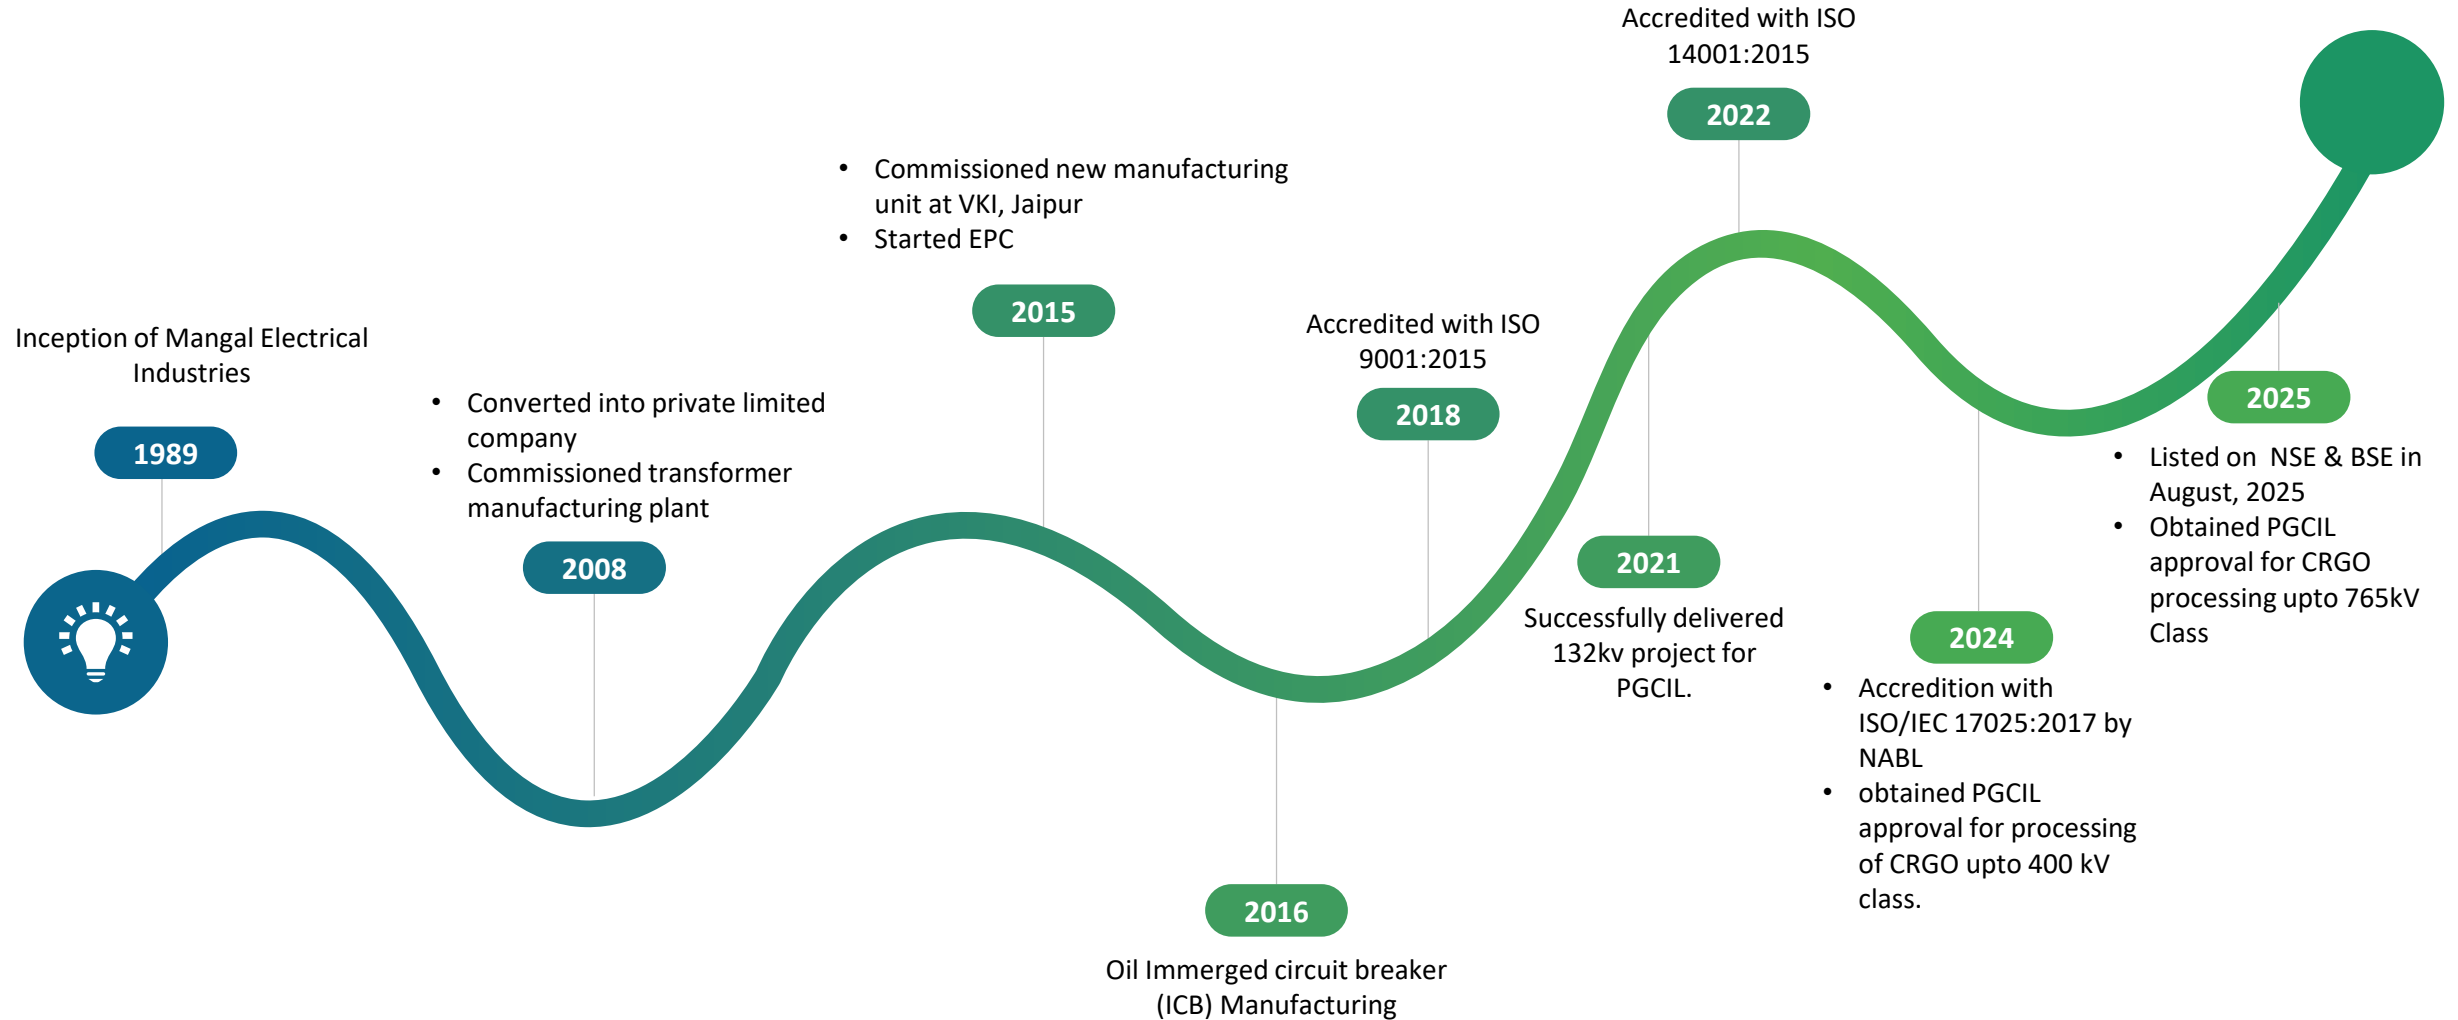 Inception of Mangal Electrical
Industries
1989
• Converted into private limited
company
• Commissioned transformer
manufacturing plant
2008
• Commissioned new manufacturing
unit at VKI, Jaipur
• Started EPC
2015
2016
Oil Immerged circuit breaker
(ICB) Manufacturing
Accredited with ISO
9001:2015
2018
2021
Successfully delivered
132kv project for
PGCIL.
Accredited with ISO
14001:2015
2022
2024
• Accredition with
ISO/IEC 17025:2017 by
NABL
• obtained PGCIL
approval for processing
of CRGO upto 400 kV
class.
2025
• Listed on  NSE & BSE in
August, 2025
• Obtained PGCIL
approval for CRGO
processing upto 765kV
Class